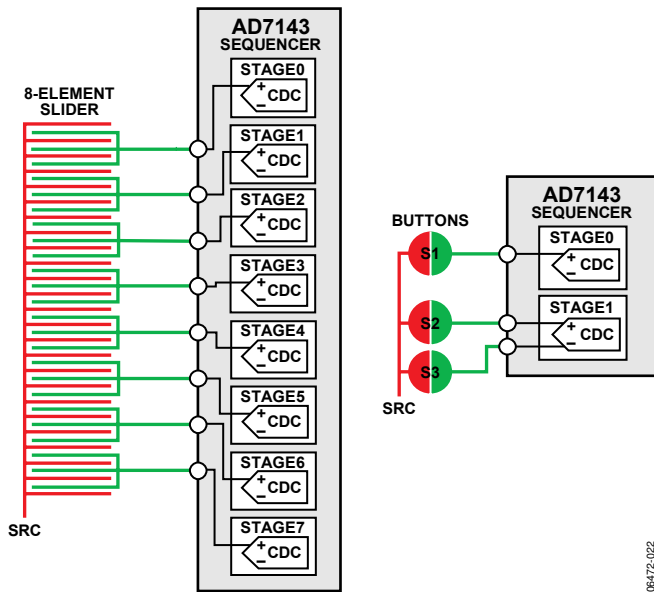 AD7143
SEQUENCER
8-ELEMENT
SLIDER
STAGE0
+
−
CDC
STAGE1
+
−
CDC
STAGE2
+
−
CDC
STAGE3
+
−
CDC
STAGE4
+
−
CDC
STAGE5
+
−
CDC
STAGE6
+
−
CDC
STAGE7
+
−
CDC
SRC
AD7143
SEQUENCER
BUTTONS
S1
S2
S3
SRC
STAGE0
+
−
CDC
STAGE1
+
−
CDC
06472-022